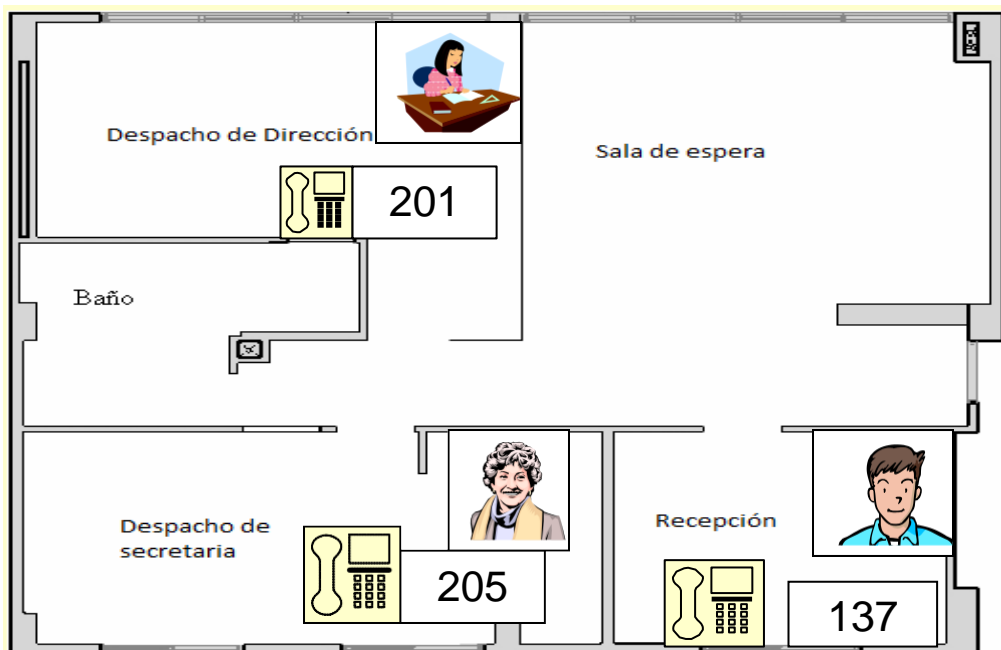 Despacho de Dirección
Sala de espera
201
Baño
Despacho de
secretaria
205
Recepción
137